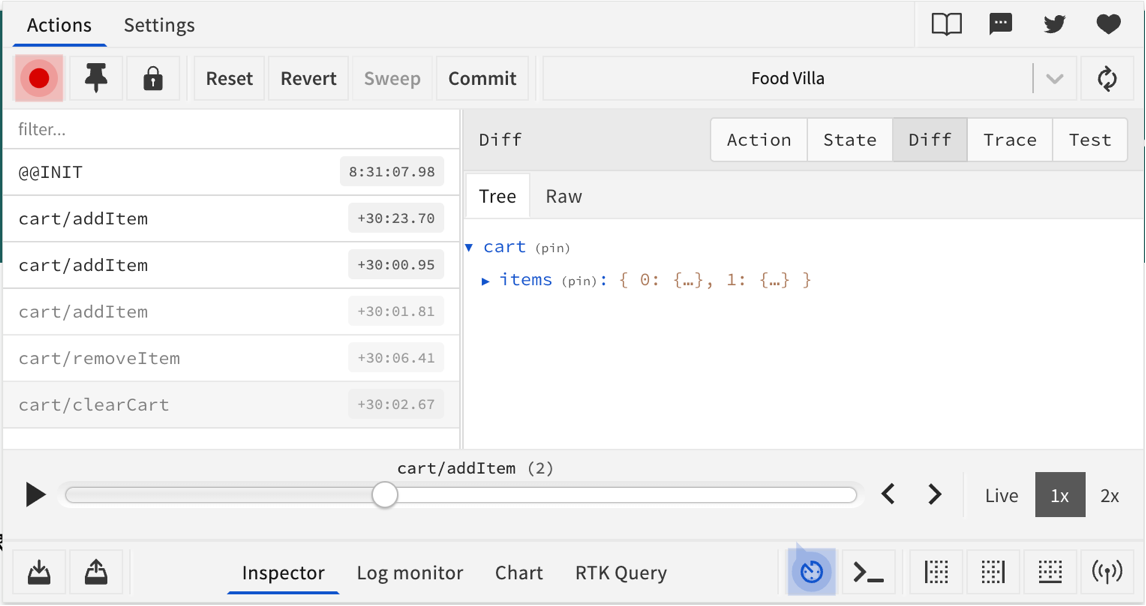 Actions Settings
Reset Revert Sweep Commit Food Villa
filter...
@@INIT 8:31:07.98
cart/addItem +30:23.70
cart/addItem +30:00.95
cart/addItem +30:01.81
cart/removeItem +30:06.41
cart/clearCart +30:02.67
Diff Action State Diff Trace Test
Tree Raw
cart (pin)
items (pin): { 0: {…}, 1: {…} }
cart/addItem (2)
Live 1x 2x
Inspector Log monitor Chart RTK Query